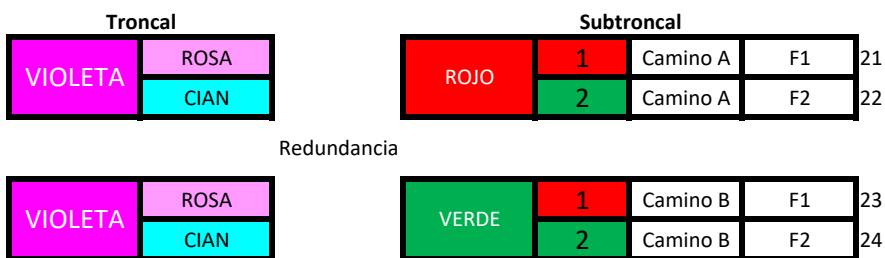 Troncal Subtroncal
VIOLETA ROSA ROJO 1 Camino A F1 21
CIAN 2 Camino A F2 22
Redundancia
VIOLETA ROSA VERDE 1 Camino B F1 23
CIAN 2 Camino B F2 24